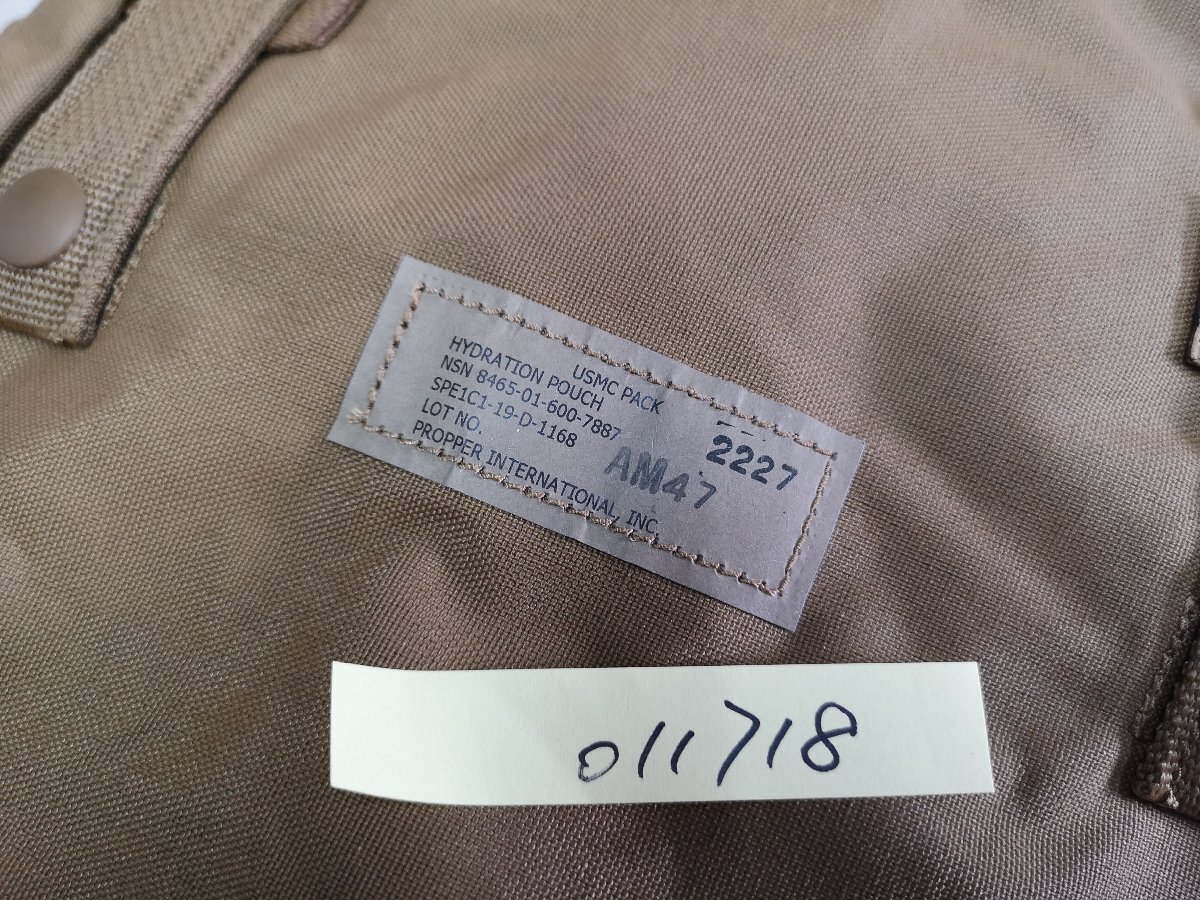 USMC PACK
HYDRATION POUCH
NSN 8465-01-600-7887
SPE1C1-19-D-1168
LOT NO.
2227
AM47
PROPPER INTERNATIONAL, INC.
011718